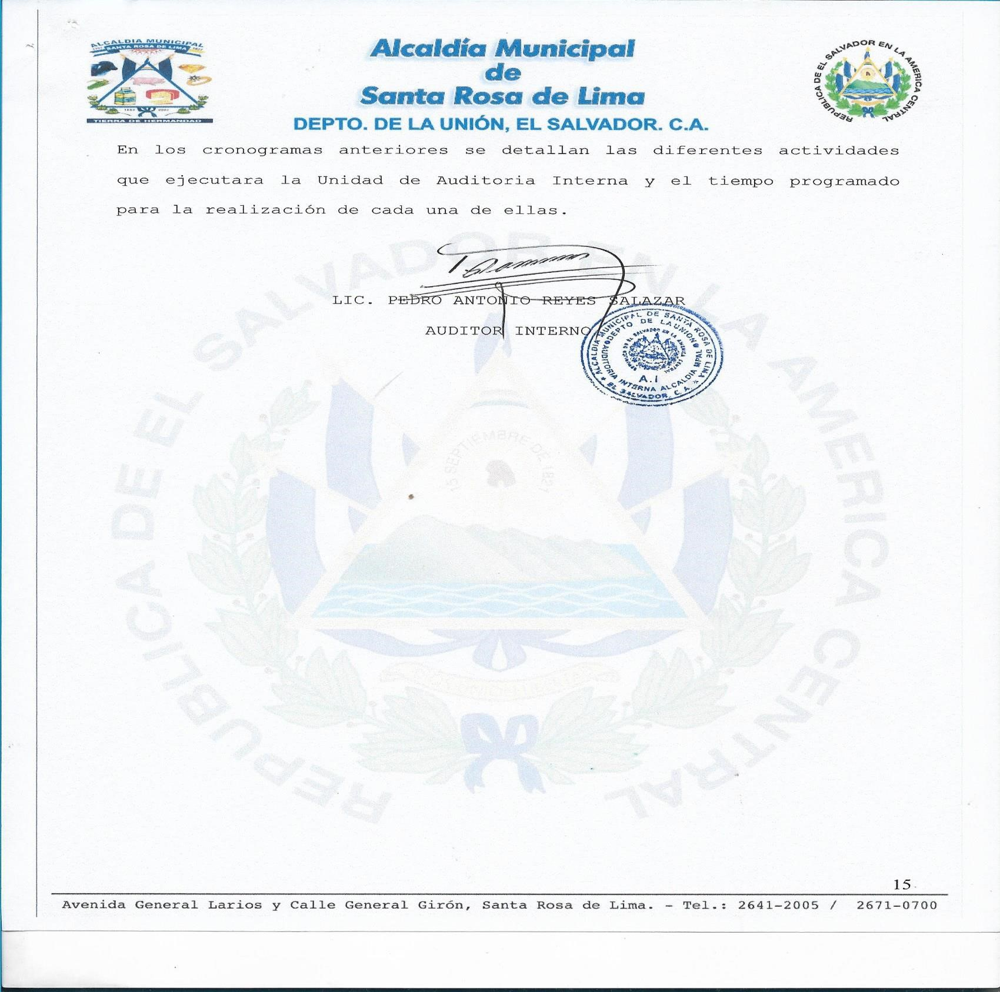 ALCALDIA MUNICIPAL
SANTA ROSA DE LIMA
TIERRA DE HERMANDAD
Alcaldía Municipal
de
Santa Rosa de Lima
DEPTO. DE LA UNIÓN, EL SALVADOR. C.A.
REPUBLICA DE EL SALVADOR EN LA AMERICA CENTRAL
En los cronogramas anteriores se detallan las diferentes actividades
que ejecutara la Unidad de Auditoria Interna y el tiempo programado
para la realización de cada una de ellas.
LIC. PEDRO ANTONIO REYES SALAZAR
AUDITOR INTERNO
ALCALDIA MUNICIPAL DE SANTA ROSA DE LIMA
DEPTO DE LA UNION
AUDITORIA INTERNA ALCALDIA MPAL
A.I
EL SALVADOR, C.A.
REPUBLICA DE EL SALVADOR EN LA AMERICA CENTRAL
15 SEPTIEMBRE DE 1821
15
Avenida General Larios y Calle General Girón, Santa Rosa de Lima. – Tel.: 2641-2005 / 2671-0700